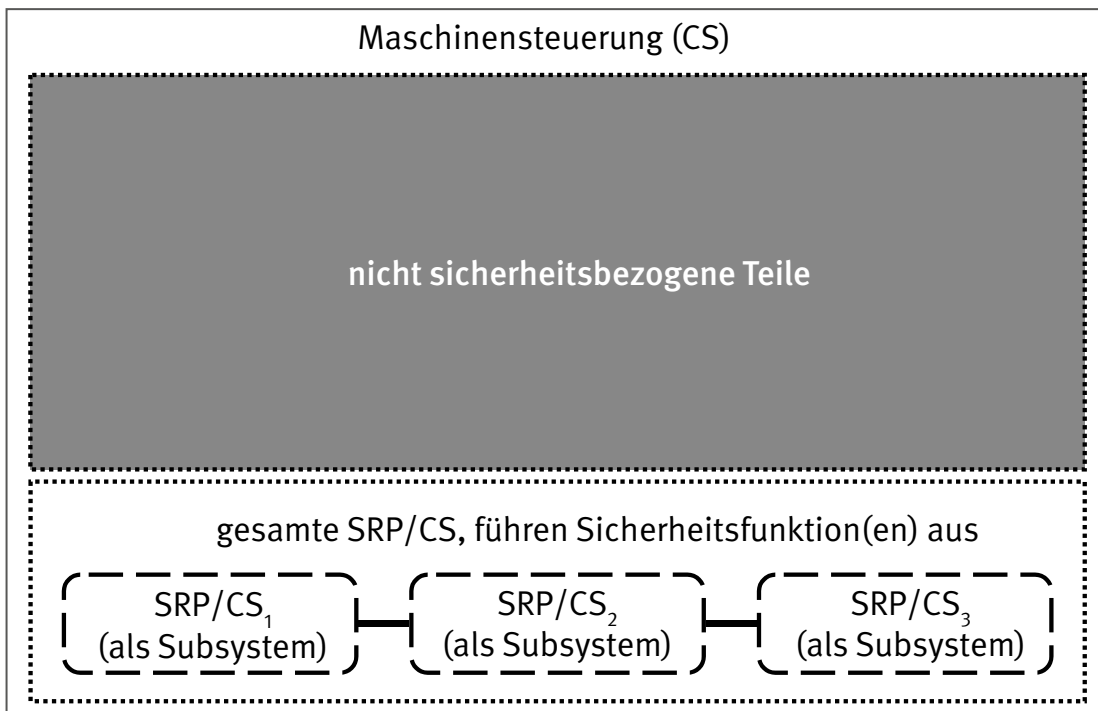 Maschinensteuerung (CS)
nicht sicherheitsbezogene Teile
gesamte SRP/CS, führen Sicherheitsfunktion(en) aus
SRP/CS₁
(als Subsystem)
SRP/CS₂
(als Subsystem)
SRP/CS₃
(als Subsystem)